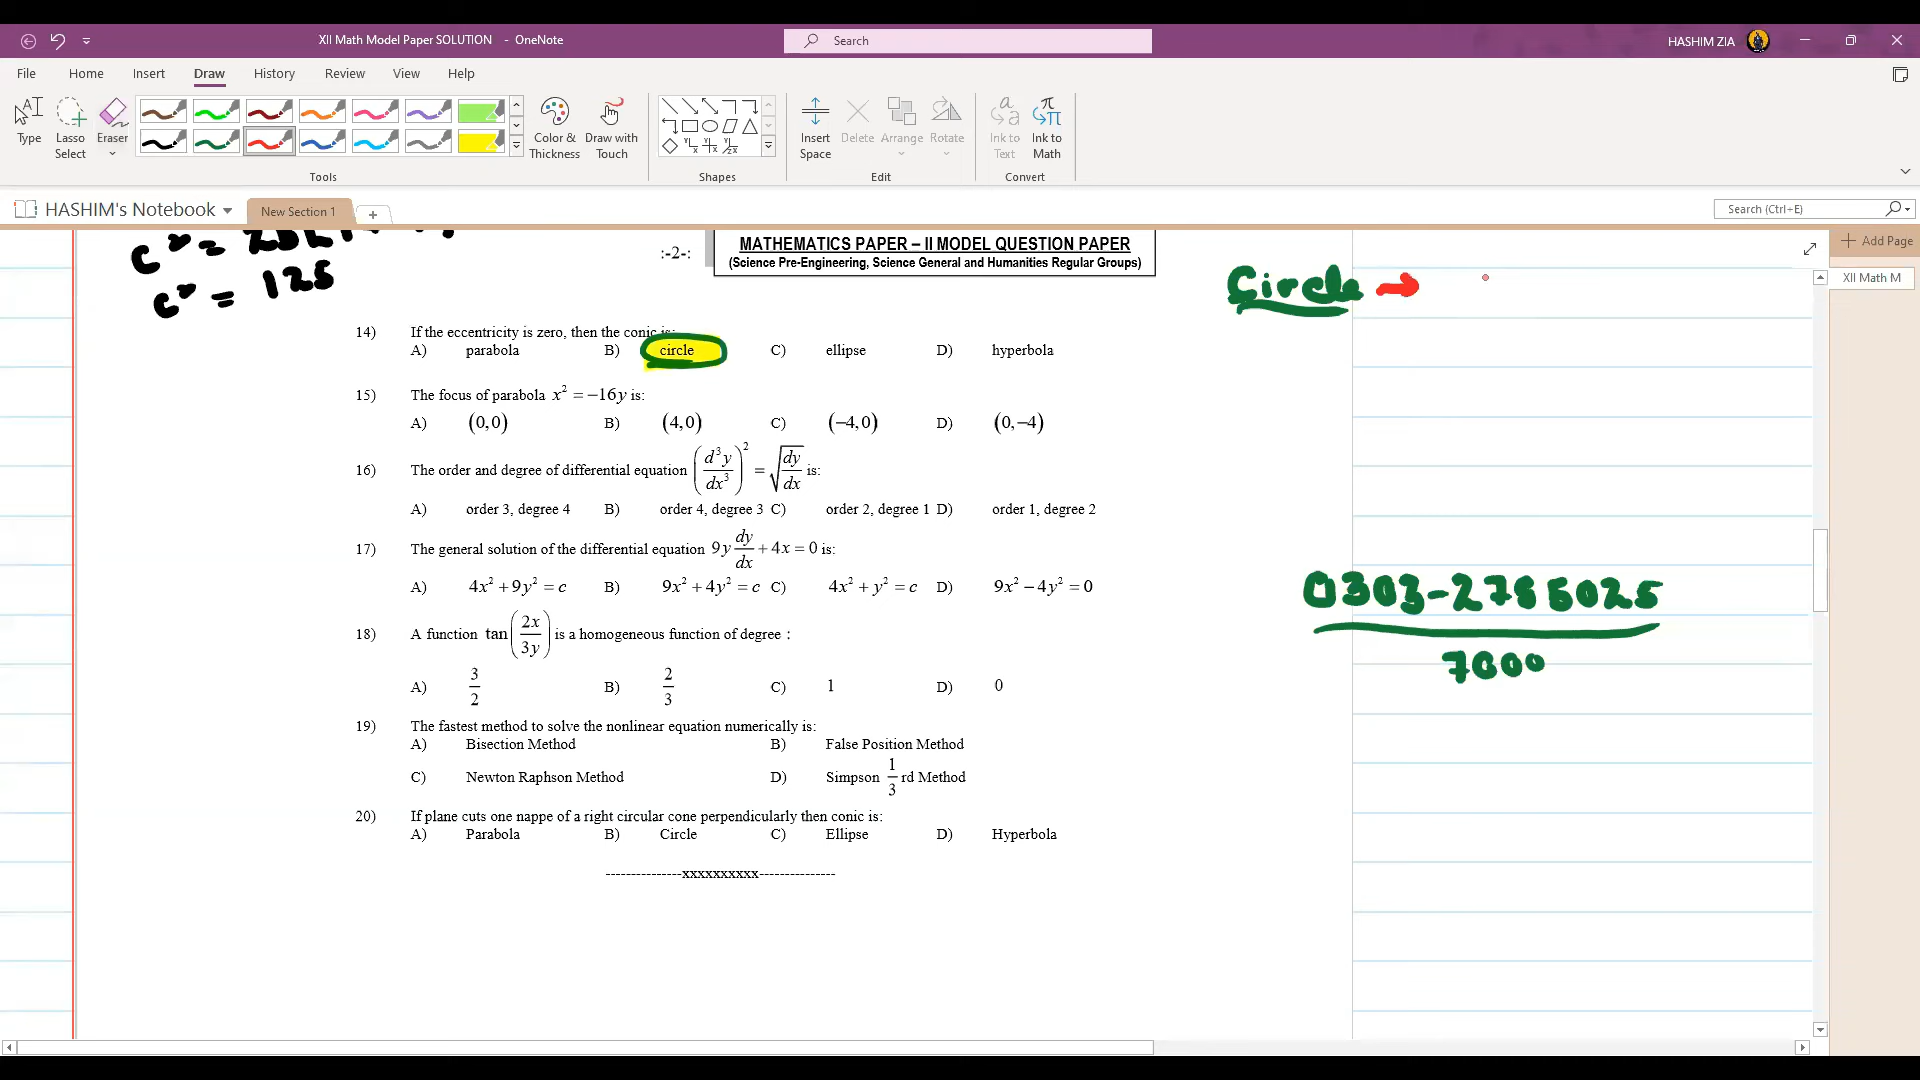 XII Math Model Paper SOLUTION - OneNote
Search
HASHIM ZIA
File Home Insert Draw History Review View Help
Type
Lasso Select
Eraser
Color & Thickness
Draw with Touch
Insert Space
Delete
Arrange
Rotate
Ink to Text
Ink to Math
Tools
Shapes
Edit
Convert
HASHIM's Notebook
New Section 1
Search (Ctrl+E)
Add Page
XII Math M
c² = 125
:-2-:
MATHEMATICS PAPER – II MODEL QUESTION PAPER
(Science Pre-Engineering, Science General and Humanities Regular Groups)
Circle →
14) If the eccentricity is zero, then the conic is:
A) parabola B) circle C) ellipse D) hyperbola
15) The focus of parabola x² = −16y is:
A) (0,0) B) (4,0) C) (−4,0) D) (0,−4)
16) The order and degree of differential equation (d³y/dx³)² = √(dy/dx) is:
A) order 3, degree 4 B) order 4, degree 3 C) order 2, degree 1 D) order 1, degree 2
17) The general solution of the differential equation 9y dy/dx + 4x = 0 is:
A) 4x² + 9y² = c B) 9x² + 4y² = c C) 4x² + y² = c D) 9x² − 4y² = 0
18) A function tan(2x/3y) is a homogeneous function of degree :
A) 3/2 B) 2/3 C) 1 D) 0
19) The fastest method to solve the nonlinear equation numerically is:
A) Bisection Method B) False Position Method
C) Newton Raphson Method D) Simpson 1/3 rd Method
20) If plane cuts one nappe of a right circular cone perpendicularly then conic is:
A) Parabola B) Circle C) Ellipse D) Hyperbola
---------------xxxxxxxxxx---------------